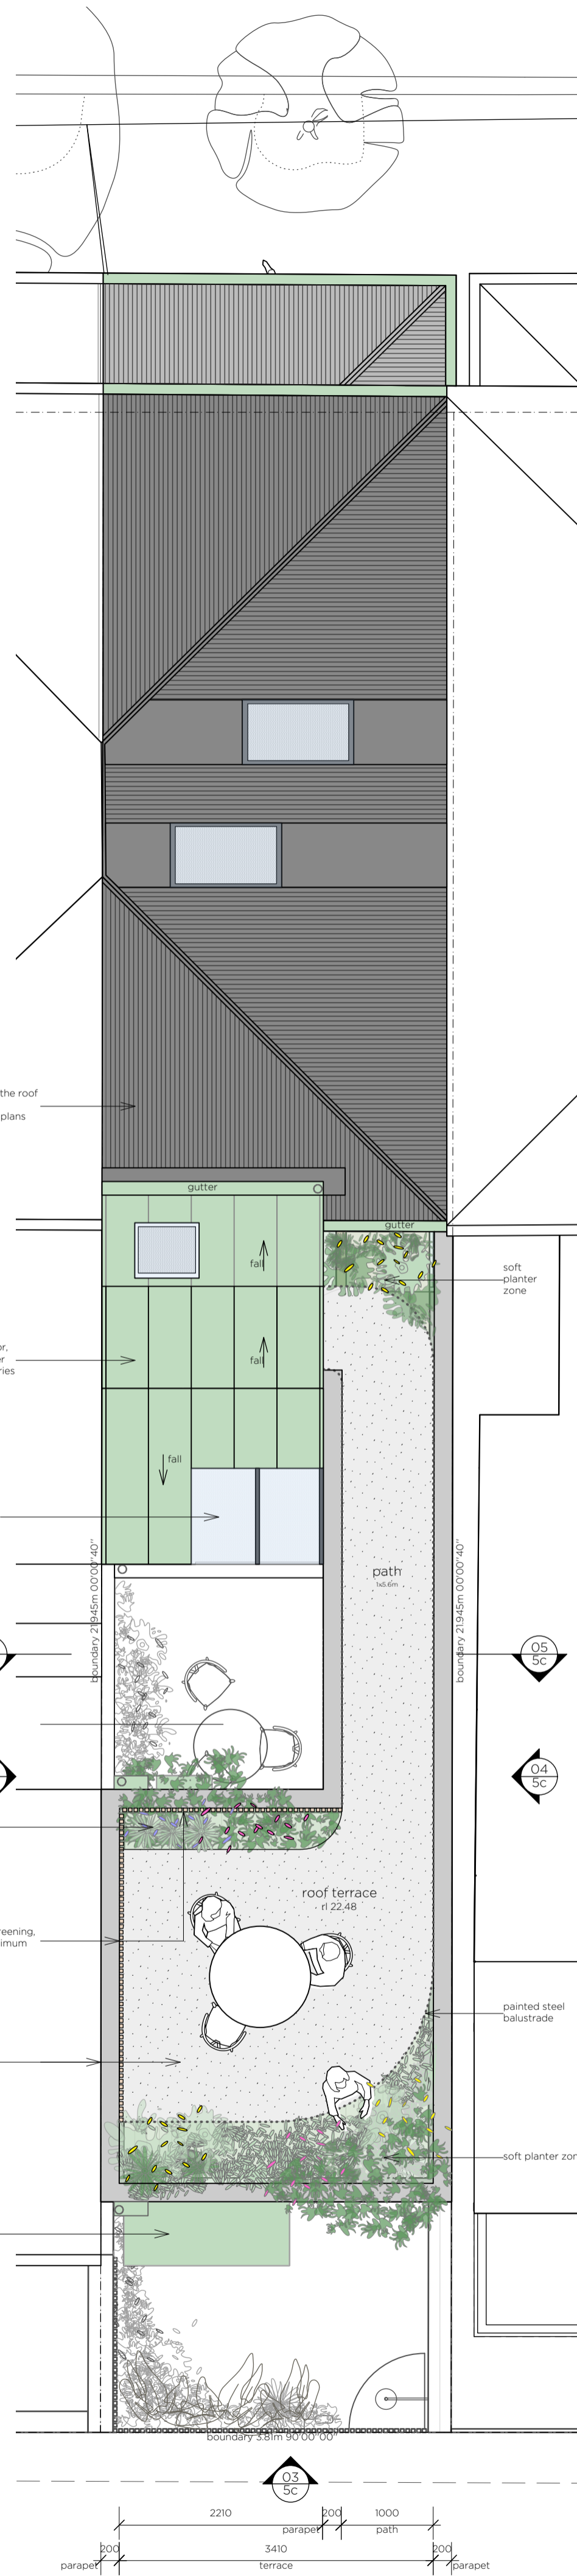 the roof
plans
gutter
gutter
fall
soft
planter
zone
or,
er
ries
fall
fall
boundary 21.945m 00'00"40"
path
1x5.6m
boundary 21.945m 00'00"40"
05
5c
04
5c
roof terrace
rl 22.48
reening,
imum
painted steel
balustrade
soft planter zon
boundary 3.81m 90'00'00"
03
5c
2210
200
1000
parapet
path
200
3410
200
parapet
terrace
parapet